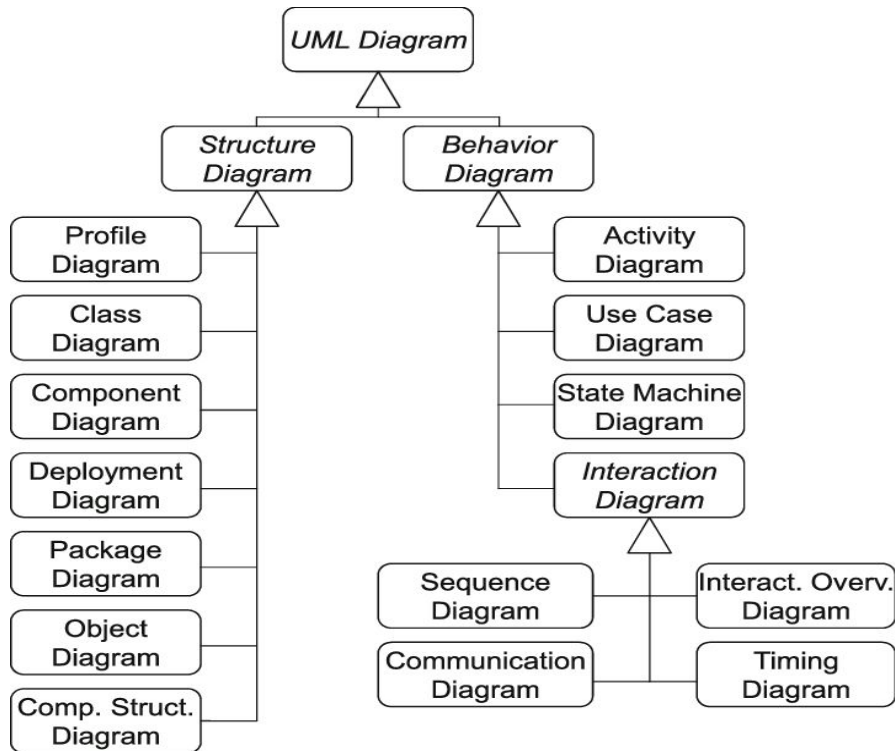 UML Diagram
Structure
Diagram
Behavior
Diagram
Profile
Diagram
Class
Diagram
Component
Diagram
Deployment
Diagram
Package
Diagram
Object
Diagram
Comp. Struct.
Diagram
Activity
Diagram
Use Case
Diagram
State Machine
Diagram
Interaction
Diagram
Sequence
Diagram
Interact. Overv.
Diagram
Communication
Diagram
Timing
Diagram